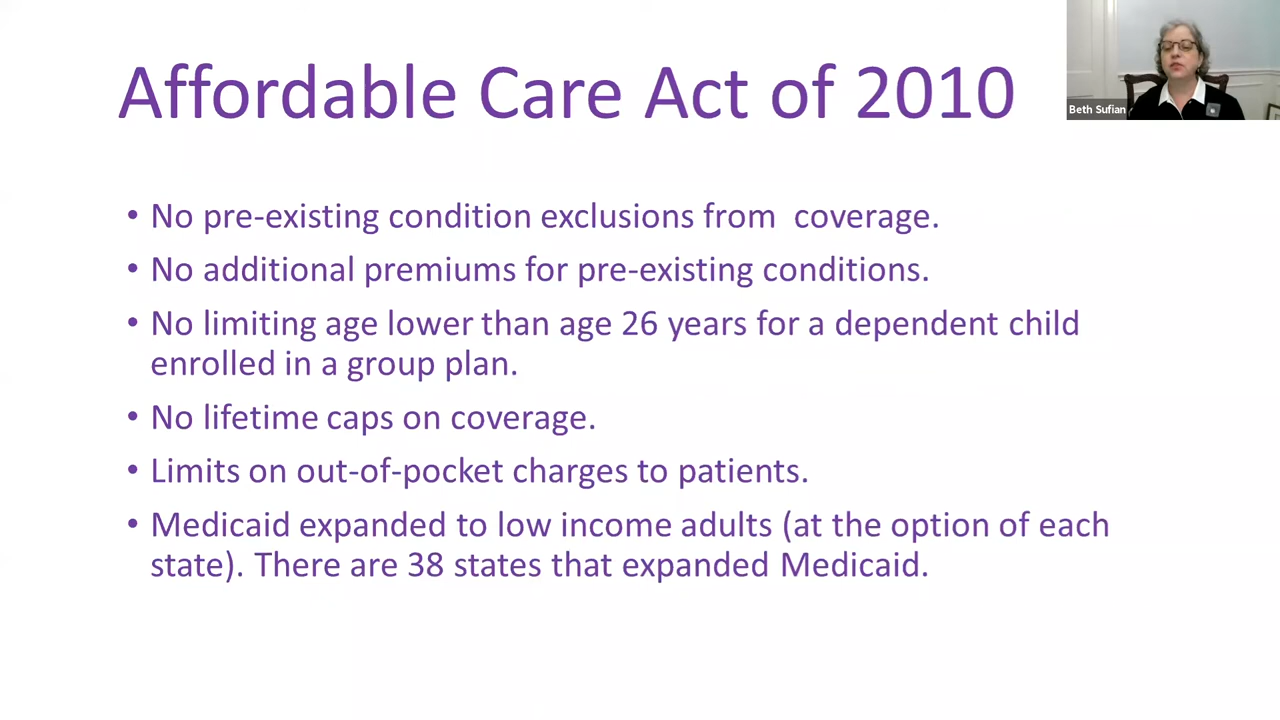 Affordable Care Act of 2010
Beth Sufian
• No pre-existing condition exclusions from  coverage.
• No additional premiums for pre-existing conditions.
• No limiting age lower than age 26 years for a dependent child
enrolled in a group plan.
• No lifetime caps on coverage.
• Limits on out-of-pocket charges to patients.
• Medicaid expanded to low income adults (at the option of each
state). There are 38 states that expanded Medicaid.